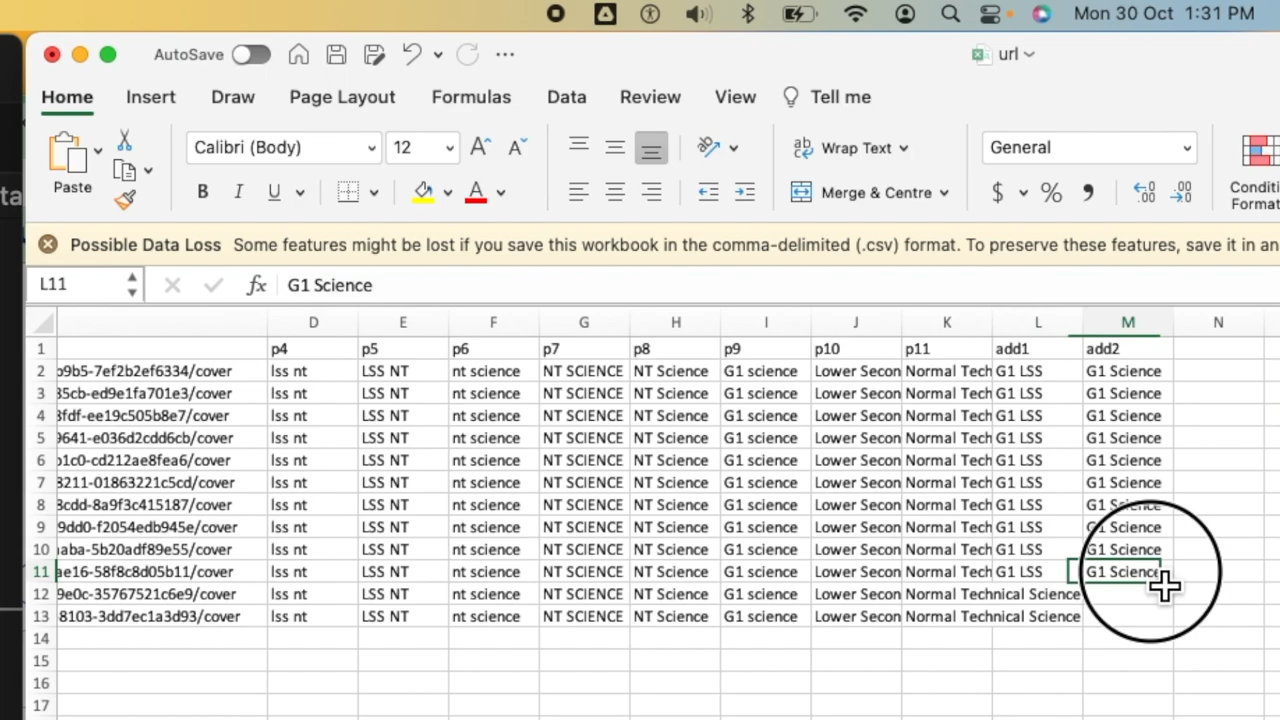 Mon 30 Oct 1:31 PM
AutoSave url
Home Insert Draw Page Layout Formulas Data Review View Tell me
Calibri (Body) 12 Wrap Text General
Paste B I U Merge & Centre $ % Conditi
Format
ta
Possible Data Loss Some features might be lost if you save this workbook in the comma-delimited (.csv) format. To preserve these features, save it in an
L11 fx G1 Science
D E F G H I J K L M N
1 p4 p5 p6 p7 p8 p9 p10 p11 add1 add2
2 b9b5-7ef2b2ef6334/cover lss nt LSS NT nt science NT SCIENCE NT Science G1 science Lower Secon Normal Tech G1 LSS G1 Science
3 85cb-ed9e1fa701e3/cover lss nt LSS NT nt science NT SCIENCE NT Science G1 science Lower Secon Normal Tech G1 LSS G1 Science
4 3fdf-ee19c505b8e7/cover lss nt LSS NT nt science NT SCIENCE NT Science G1 science Lower Secon Normal Tech G1 LSS G1 Science
5 9641-e036d2cdd6cb/cover lss nt LSS NT nt science NT SCIENCE NT Science G1 science Lower Secon Normal Tech G1 LSS G1 Science
6 b1c0-cd212ae8fea6/cover lss nt LSS NT nt science NT SCIENCE NT Science G1 science Lower Secon Normal Tech G1 LSS G1 Science
7 8211-01863221c5cd/cover lss nt LSS NT nt science NT SCIENCE NT Science G1 science Lower Secon Normal Tech G1 LSS G1 Science
8 3cdd-8a9f3c415187/cover lss nt LSS NT nt science NT SCIENCE NT Science G1 science Lower Secon Normal Tech G1 LSS G1 Science
9 9dd0-f2054edb945e/cover lss nt LSS NT nt science NT SCIENCE NT Science G1 science Lower Secon Normal Tech G1 LSS G1 Science
10 aaba-5b20adf89e55/cover lss nt LSS NT nt science NT SCIENCE NT Science G1 science Lower Secon Normal Tech G1 LSS G1 Science
11 ae16-58f8c8d05b11/cover lss nt LSS NT nt science NT SCIENCE NT Science G1 science Lower Secon Normal Tech G1 LSS G1 Science
12 9e0c-35767521c6e9/cover lss nt LSS NT nt science NT SCIENCE NT Science G1 science Lower Secon Normal Technical Science
13 8103-3dd7ec1a3d93/cover lss nt LSS NT nt science NT SCIENCE NT Science G1 science Lower Secon Normal Technical Science
14
15
16
17